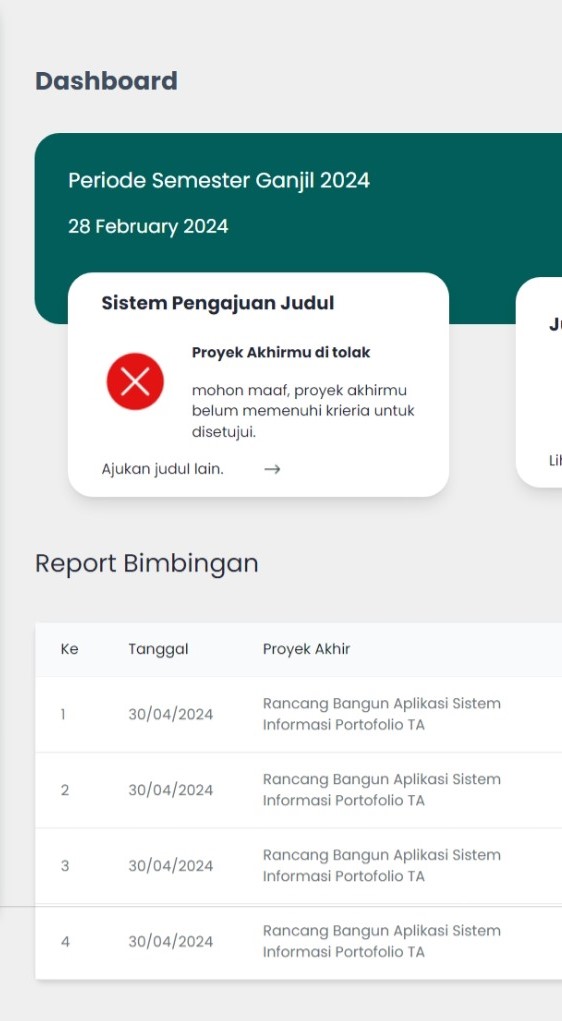 Dashboard
Periode Semester Ganjil 2024
28 February 2024
Sistem Pengajuan Judul
Proyek Akhirmu di tolak
mohon maaf, proyek akhirmu
belum memenuhi krieria untuk
disetujui.
Ajukan judul lain. →
Report Bimbingan
Ke Tanggal Proyek Akhir
1 30/04/2024 Rancang Bangun Aplikasi Sistem
Informasi Portofolio TA
2 30/04/2024 Rancang Bangun Aplikasi Sistem
Informasi Portofolio TA
3 30/04/2024 Rancang Bangun Aplikasi Sistem
Informasi Portofolio TA
4 30/04/2024 Rancang Bangun Aplikasi Sistem
Informasi Portofolio TA